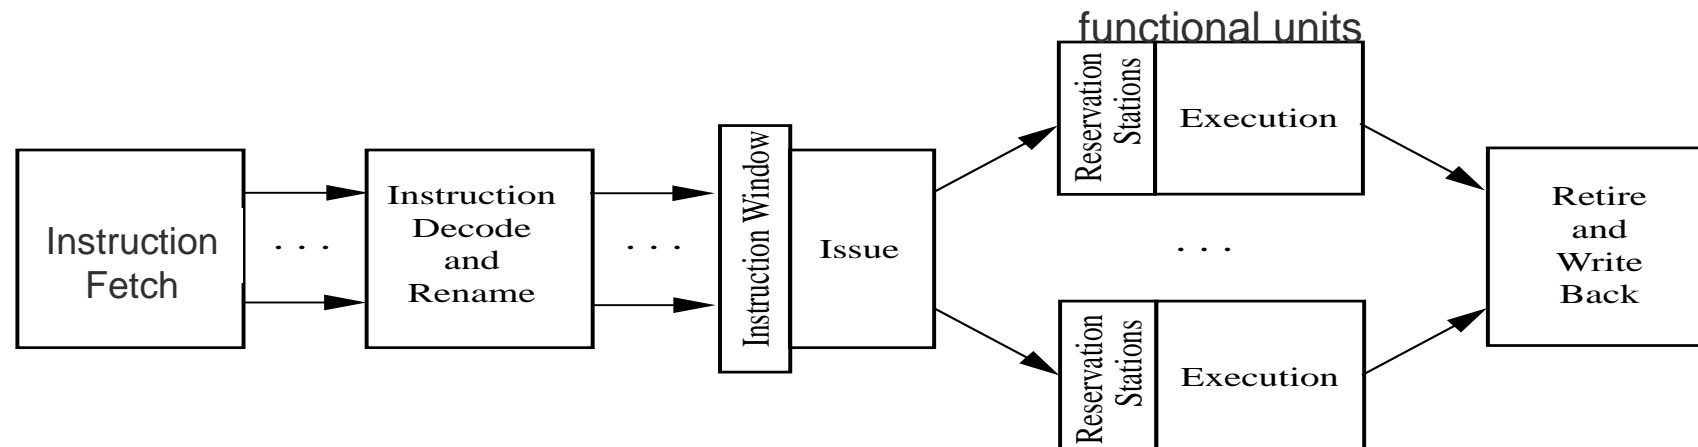 functional units
Instruction
Fetch
. . .
Instruction
Decode
and
Rename
. . .
Instruction Window
Issue
Reservation
Stations
Execution
. . .
Reservation
Stations
Execution
Retire
and
Write
Back